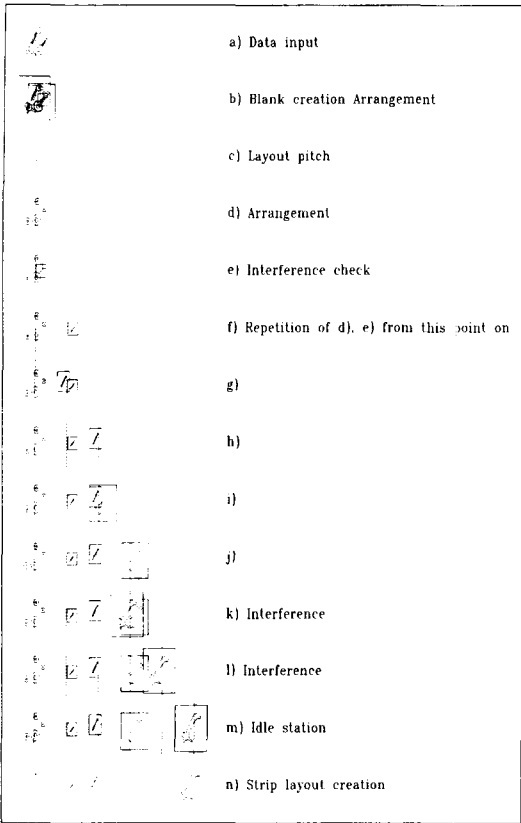 a) Data input
b) Blank creation Arrangement
c) Layout pitch
d) Arrangement
e) Interference check
f) Repetition of d), e) from this point on
g)
h)
i)
j)
k) Interference
l) Interference
m) Idle station
n) Strip layout creation